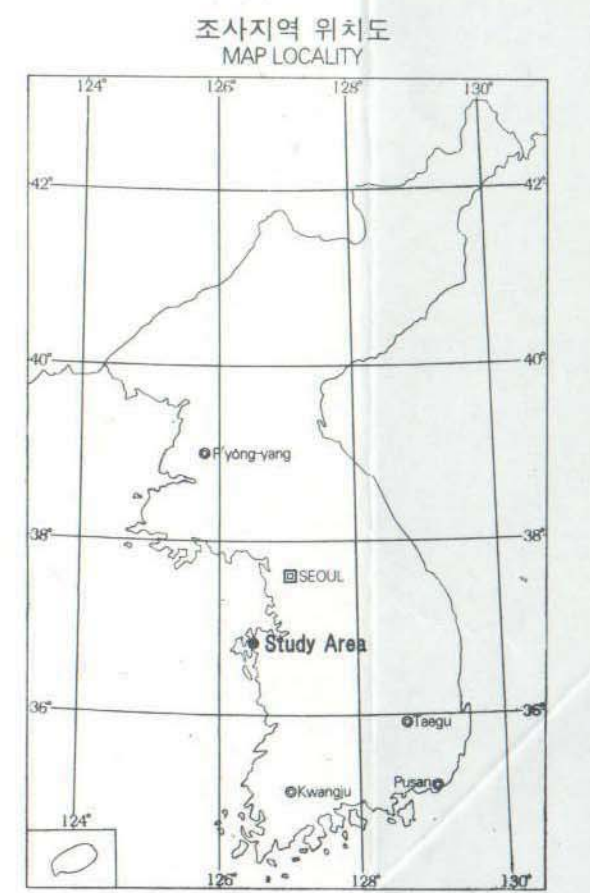 조사지역 위치도
MAP LOCALITY
124° 126° 128° 130°
42° 42°
40° 40°
P'yŏng-yang
38° 38°
SEOUL
Study Area
36° 36°
Taegu
Kwangju
Pusan
124°
126° 128° 130°